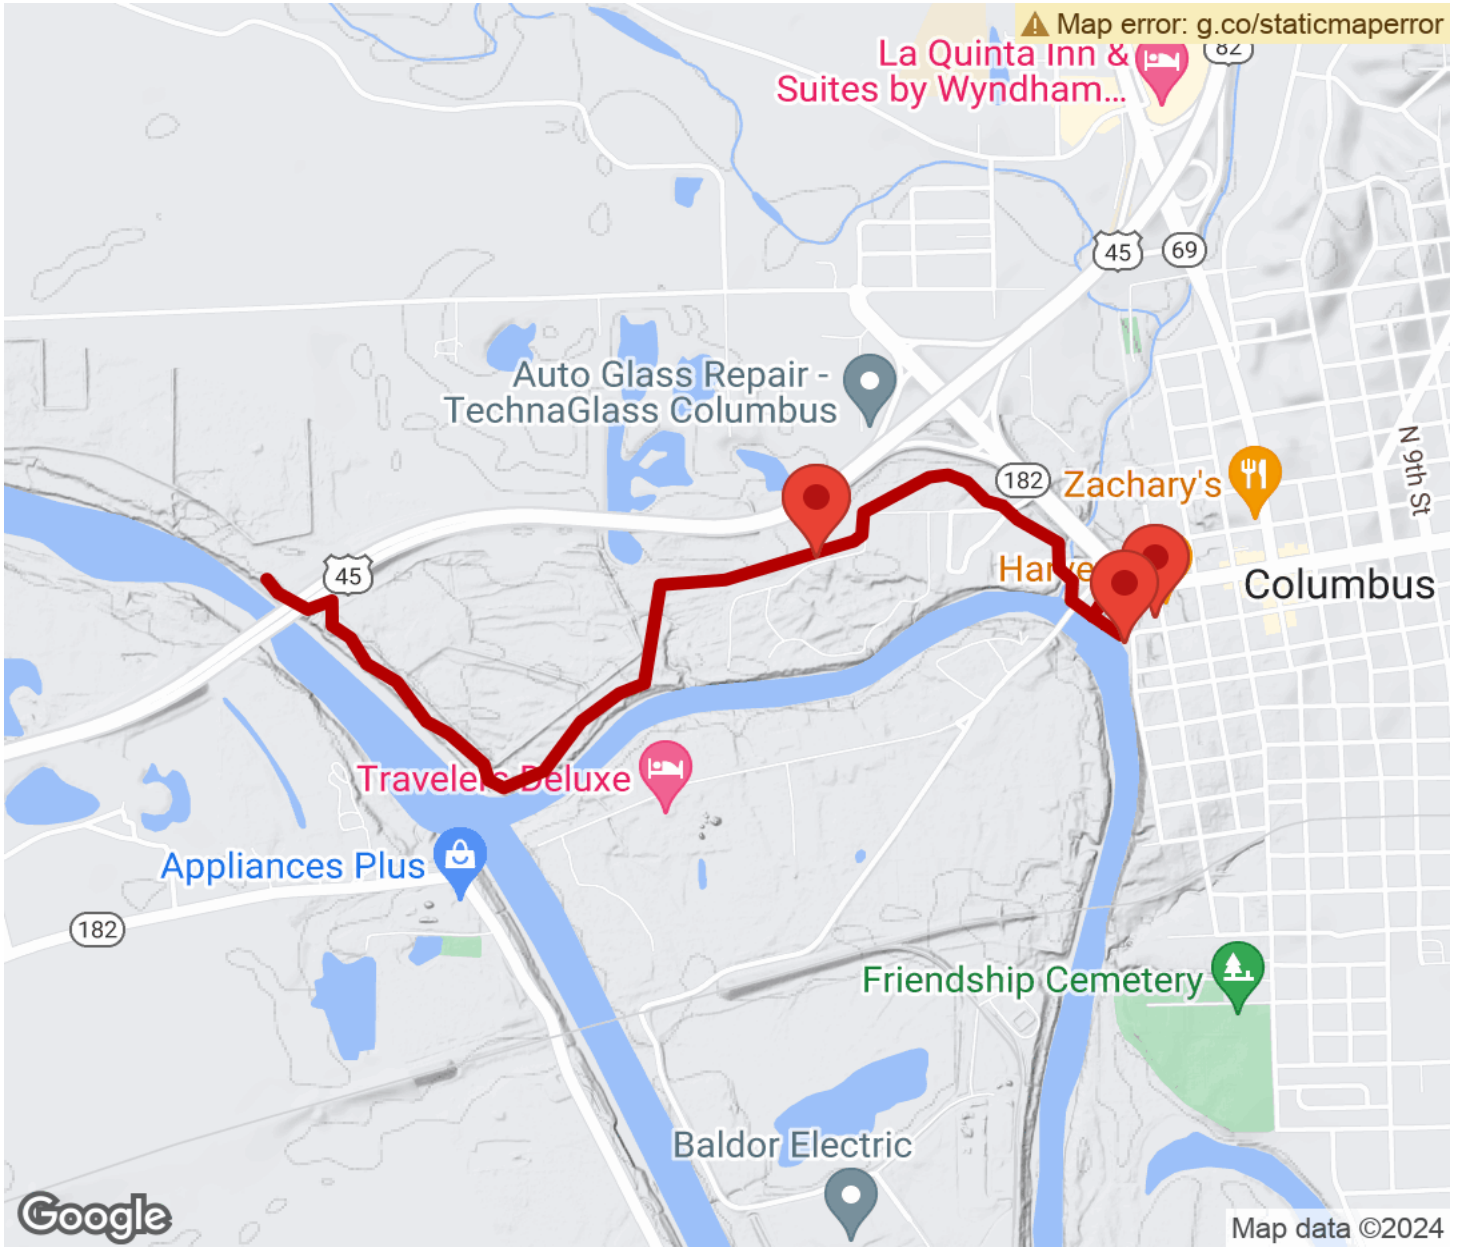 Map error: g.co/staticmaperror
La Quinta Inn &
Suites by Wyndham...
82
45
69
Auto Glass Repair -
TechnaGlass Columbus
N 9th St
182
Zachary's
45
Columbus
Appliances Plus
182
Friendship Cemetery
Baldor Electric
Google
Map data ©2024